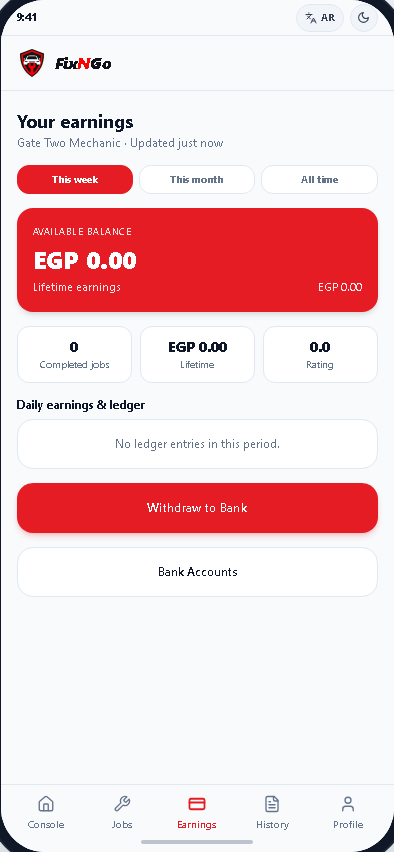 9:41
AR
FixNGo
Your earnings
Gate Two Mechanic · Updated just now
This week
This month
All time
AVAILABLE BALANCE
EGP 0.00
Lifetime earnings
EGP 0.00
0
Completed jobs
EGP 0.00
Lifetime
0.0
Rating
Daily earnings & ledger
No ledger entries in this period.
Withdraw to Bank
Bank Accounts
Console
Jobs
Earnings
History
Profile